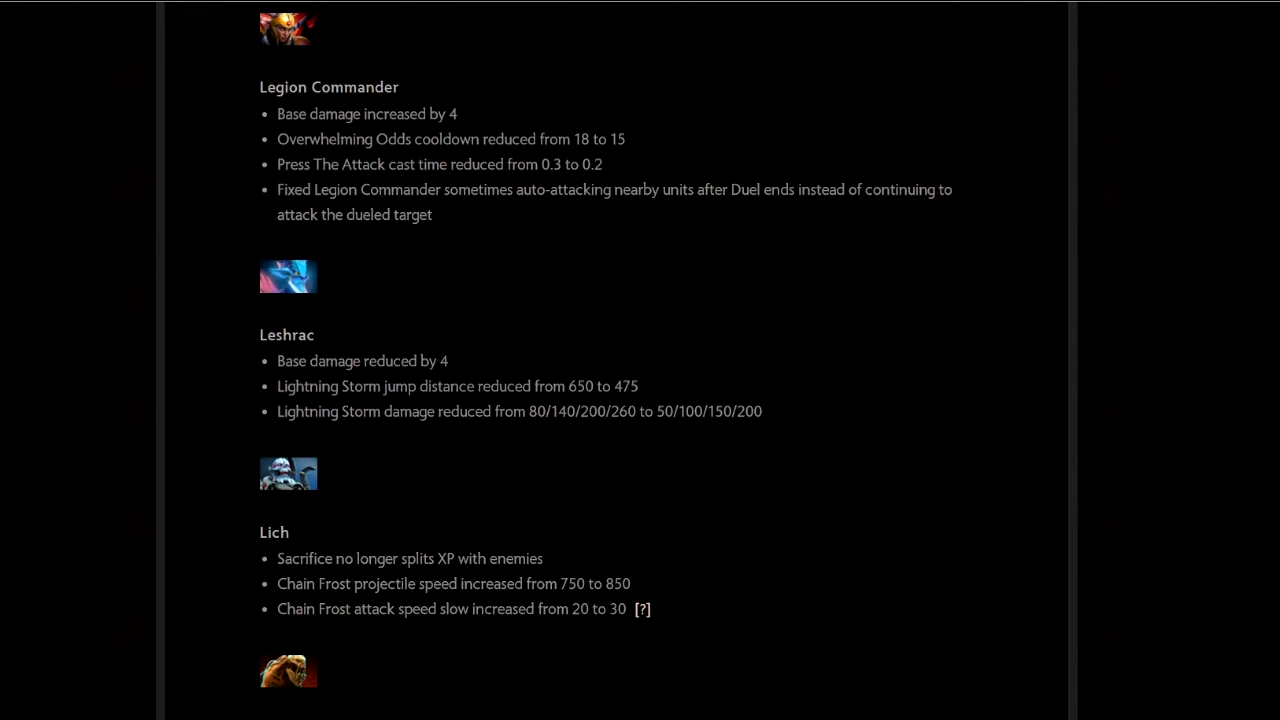 Legion Commander
• Base damage increased by 4
• Overwhelming Odds cooldown reduced from 18 to 15
• Press The Attack cast time reduced from 0.3 to 0.2
• Fixed Legion Commander sometimes auto-attacking nearby units after Duel ends instead of continuing to
attack the dueled target
Leshrac
• Base damage reduced by 4
• Lightning Storm jump distance reduced from 650 to 475
• Lightning Storm damage reduced from 80/140/200/260 to 50/100/150/200
Lich
• Sacrifice no longer splits XP with enemies
• Chain Frost projectile speed increased from 750 to 850
• Chain Frost attack speed slow increased from 20 to 30 [?]